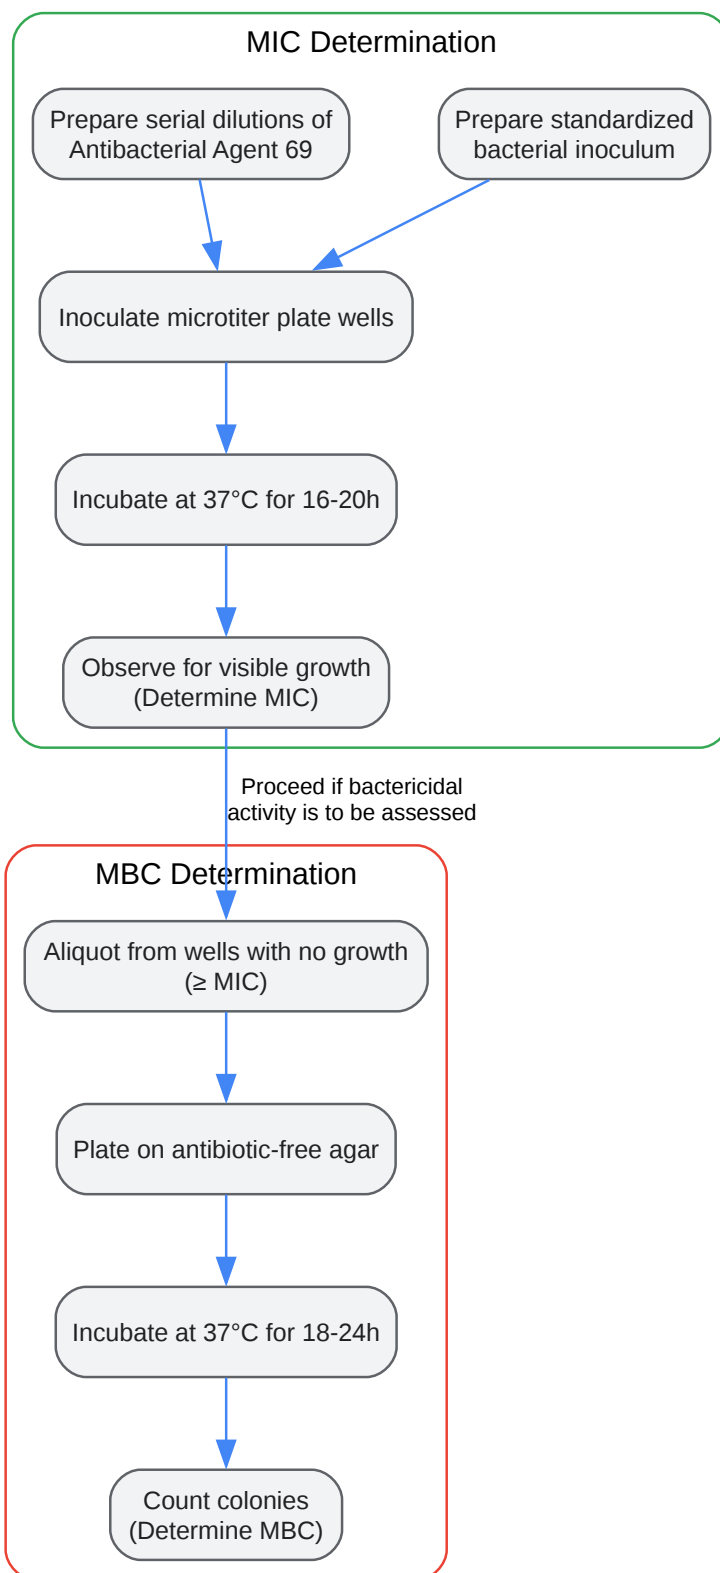 MIC Determination
Prepare serial dilutions of
Antibacterial Agent 69
Prepare standardized
bacterial inoculum
Inoculate microtiter plate wells
Incubate at 37°C for 16-20h
Observe for visible growth
(Determine MIC)
Proceed if bactericidal
activity is to be assessed
MBC Determination
Aliquot from wells with no growth
(≥ MIC)
Plate on antibiotic-free agar
Incubate at 37°C for 18-24h
Count colonies
(Determine MBC)